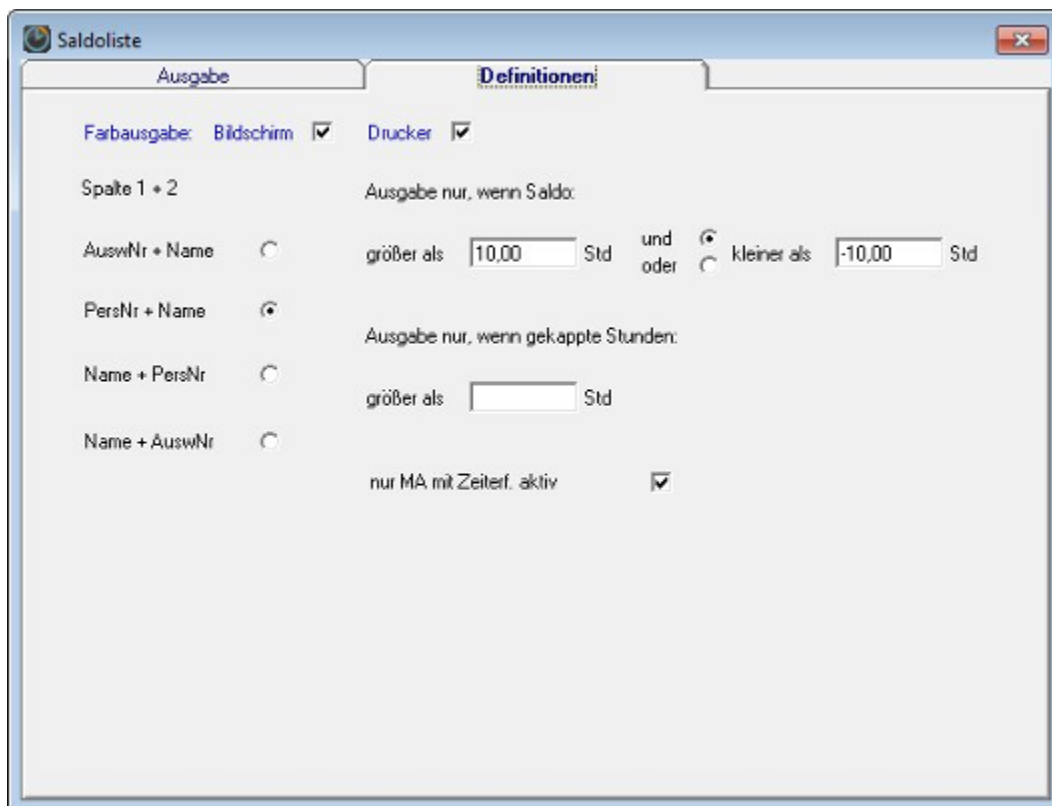 Saldoliste
Ausgabe Definitionen
Farbausgabe: Bildschirm Drucker
Spalte 1 + 2 Ausgabe nur, wenn Saldo:
AuswNr + Name größer als 10,00 Std und kleiner als -10,00 Std
oder
PersNr + Name
Ausgabe nur, wenn gekappte Stunden:
Name + PersNr
größer als Std
Name + AuswNr
nur MA mit Zeiterf. aktiv